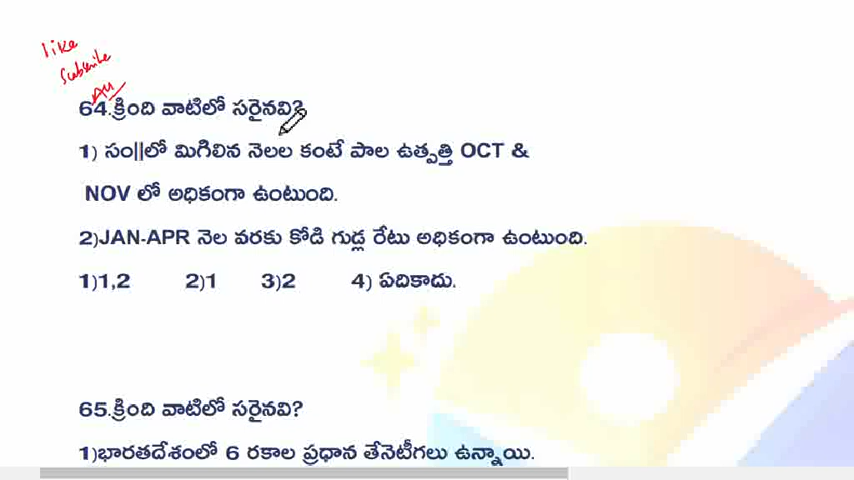 like
Subscribe
All
64.క్రింది వాటిలో సరైనవి?
1) సం||లో మిగిలిన నెలల కంటే పాల ఉత్పత్తి OCT &
NOV లో అధికంగా ఉంటుంది.
2)JAN-APR నెల వరకు కోడి గుడ్ల రేటు అధికంగా ఉంటుంది.
1)1,2 2)1 3)2 4) ఏదికాదు.
65.క్రింది వాటిలో సరైనవి?
1)భారతదేశంలో 6 రకాల ప్రధాన తేనెటీగలు ఉన్నాయి.